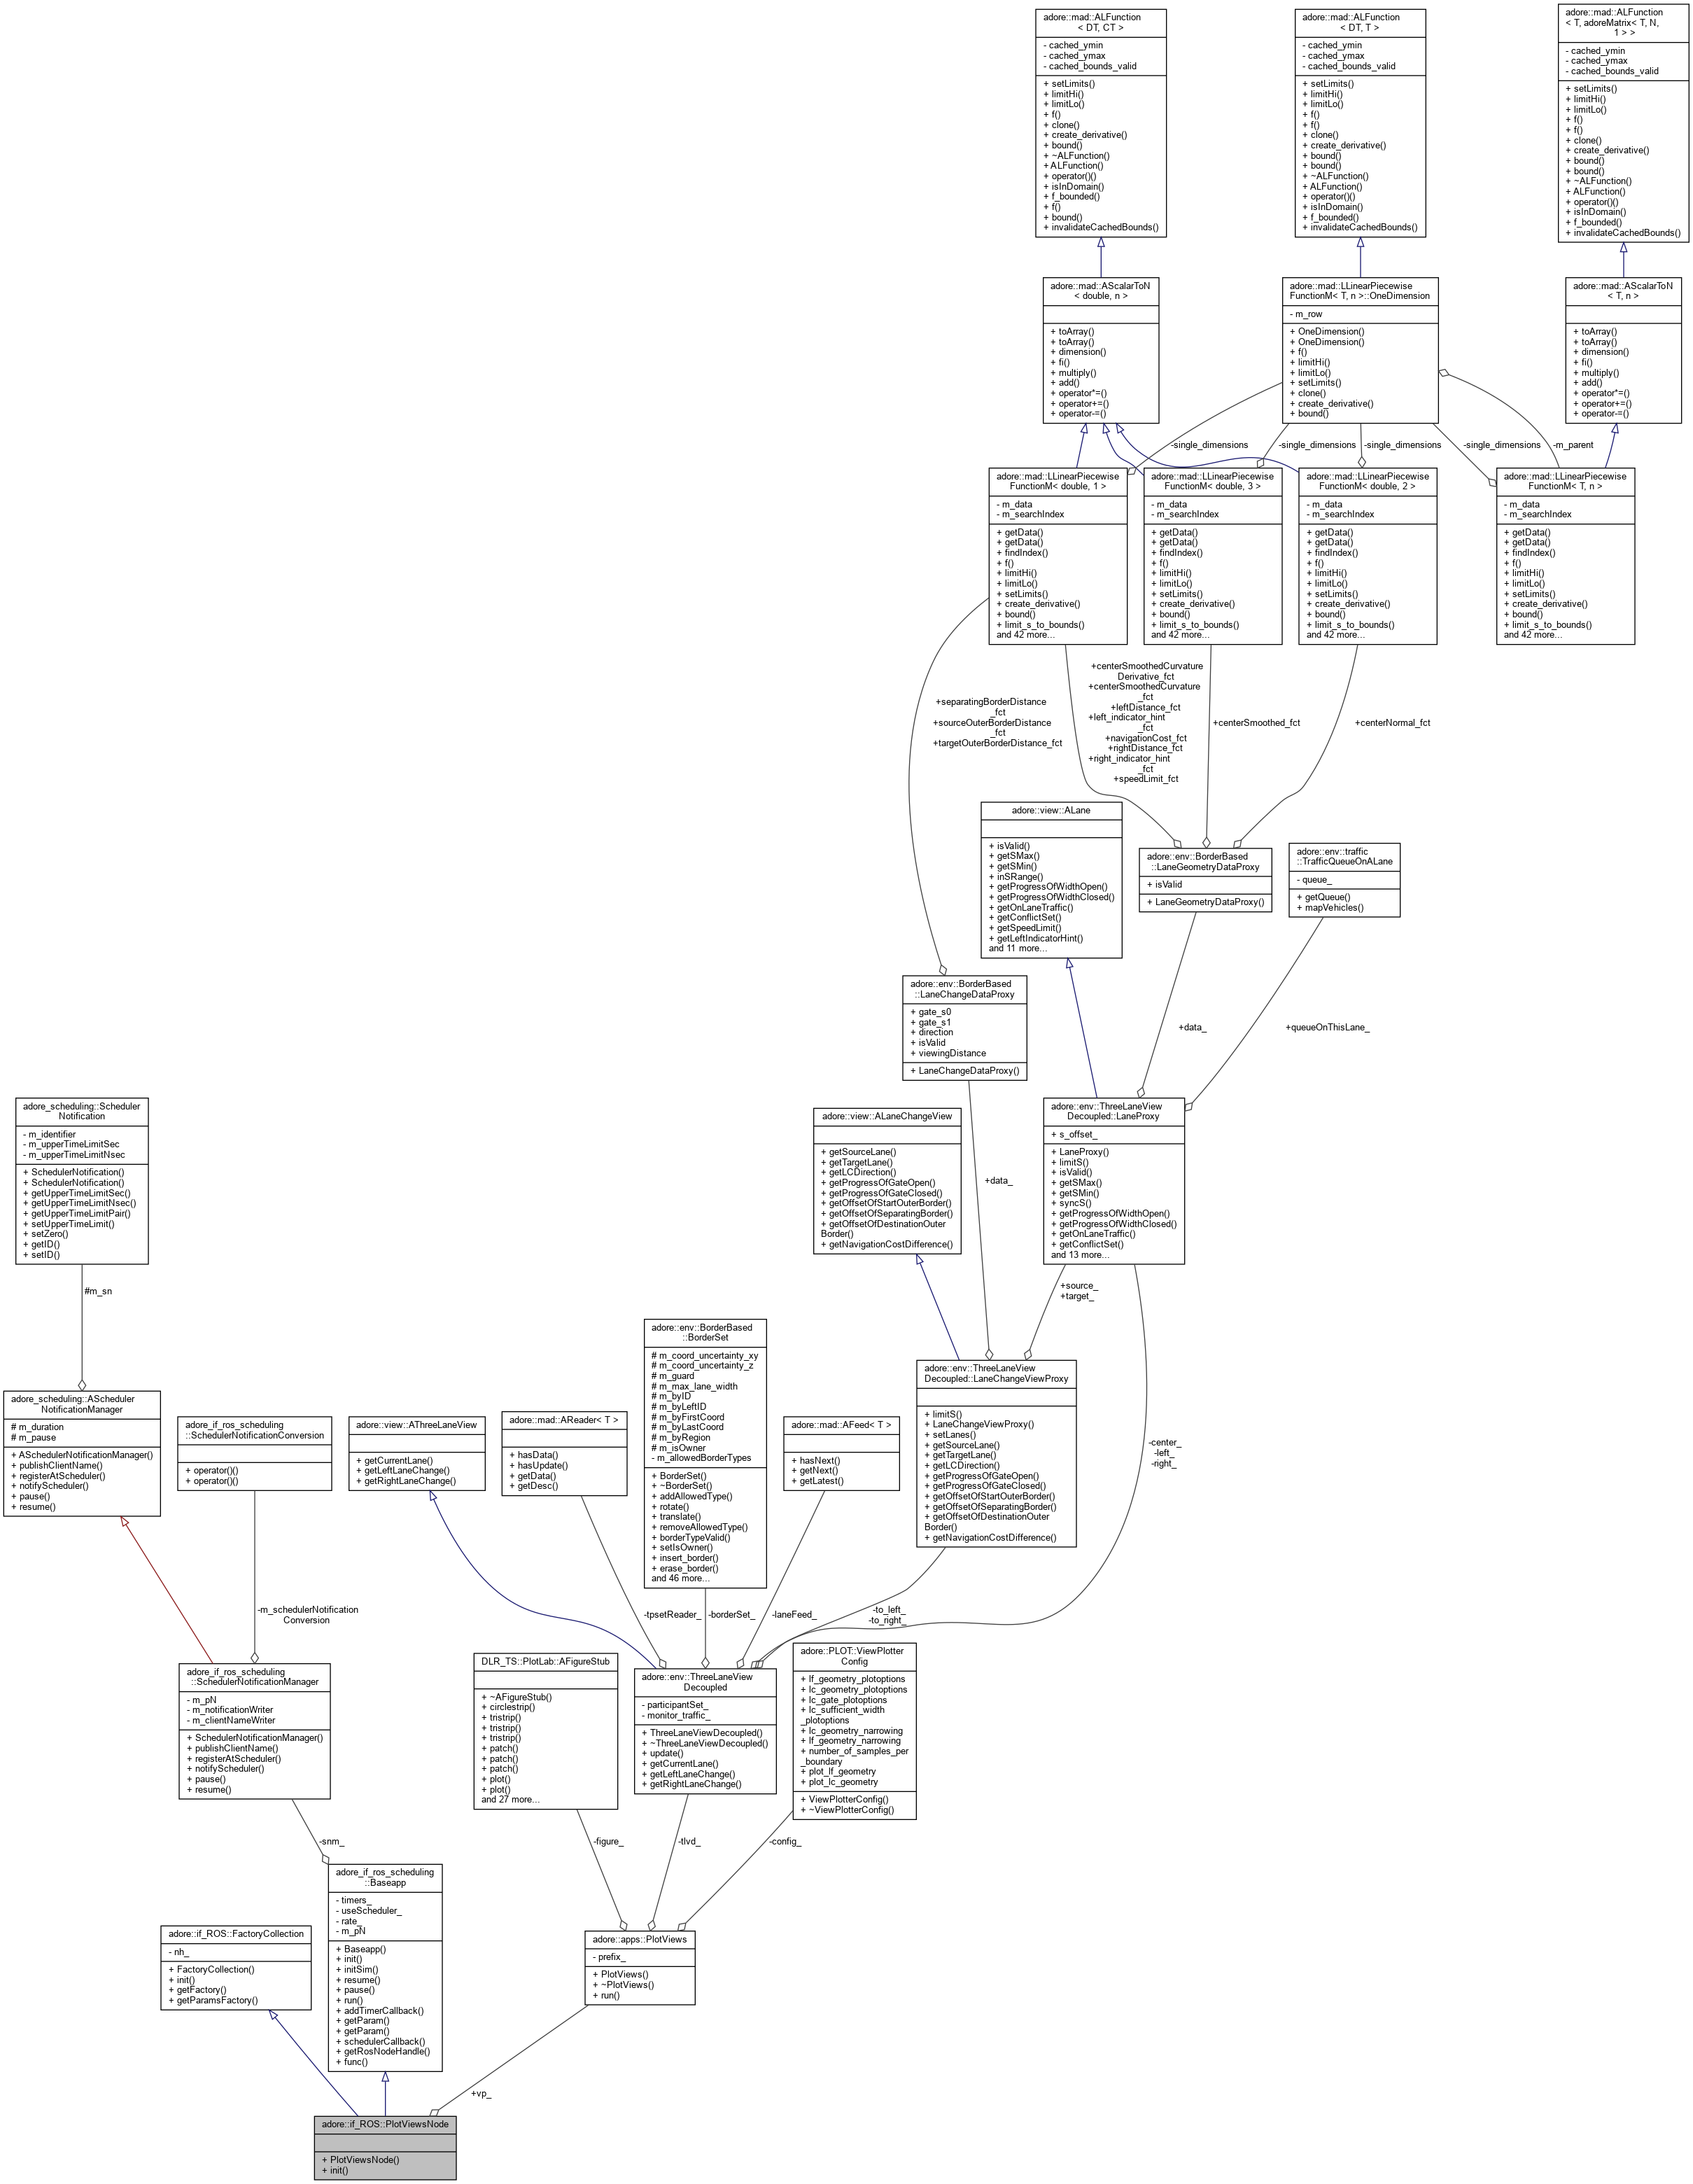 adore::mad::ALFunction
< DT, CT >
- cached_ymin
- cached_ymax
- cached_bounds_valid
+ setLimits()
+ limitHi()
+ limitLo()
+ f()
+ clone()
+ create_derivative()
+ bound()
+ ~ALFunction()
+ ALFunction()
+ operator()()
+ isInDomain()
+ f_bounded()
+ f()
+ bound()
+ invalidateCachedBounds()
adore::mad::ALFunction
< DT, T >
- cached_ymin
- cached_ymax
- cached_bounds_valid
+ setLimits()
+ limitHi()
+ limitLo()
+ f()
+ f()
+ clone()
+ create_derivative()
+ bound()
+ bound()
+ ~ALFunction()
+ ALFunction()
+ operator()()
+ isInDomain()
+ f_bounded()
+ invalidateCachedBounds()
adore::mad::ALFunction
< T, adoreMatrix< T, N,
1 > >
- cached_ymin
- cached_ymax
- cached_bounds_valid
+ setLimits()
+ limitHi()
+ limitLo()
+ f()
+ f()
+ clone()
+ create_derivative()
+ bound()
+ bound()
+ ~ALFunction()
+ ALFunction()
+ operator()()
+ isInDomain()
+ f_bounded()
+ invalidateCachedBounds()
adore::mad::AScalarToN
< double, n >
+ toArray()
+ toArray()
+ dimension()
+ fi()
+ multiply()
+ add()
+ operator*=()
+ operator+=()
+ operator-=()
adore::mad::LLinearPiecewise
FunctionM< T, n >::OneDimension
- m_row
+ OneDimension()
+ OneDimension()
+ f()
+ limitHi()
+ limitLo()
+ setLimits()
+ clone()
+ create_derivative()
+ bound()
adore::mad::AScalarToN
< T, n >
+ toArray()
+ toArray()
+ dimension()
+ fi()
+ multiply()
+ add()
+ operator*=()
+ operator+=()
+ operator-=()
-single_dimensions
-single_dimensions
-single_dimensions
-single_dimensions
-m_parent
adore::mad::LLinearPiecewise
FunctionM< double, 1 >
- m_data
- m_searchIndex
+ getData()
+ getData()
+ findIndex()
+ f()
+ limitHi()
+ limitLo()
+ setLimits()
+ create_derivative()
+ bound()
+ limit_s_to_bounds()
and 42 more...
adore::mad::LLinearPiecewise
FunctionM< double, 3 >
- m_data
- m_searchIndex
+ getData()
+ getData()
+ findIndex()
+ f()
+ limitHi()
+ limitLo()
+ setLimits()
+ create_derivative()
+ bound()
+ limit_s_to_bounds()
and 42 more...
adore::mad::LLinearPiecewise
FunctionM< double, 2 >
- m_data
- m_searchIndex
+ getData()
+ getData()
+ findIndex()
+ f()
+ limitHi()
+ limitLo()
+ setLimits()
+ create_derivative()
+ bound()
+ limit_s_to_bounds()
and 42 more...
adore::mad::LLinearPiecewise
FunctionM< T, n >
- m_data
- m_searchIndex
+ getData()
+ getData()
+ findIndex()
+ f()
+ limitHi()
+ limitLo()
+ setLimits()
+ create_derivative()
+ bound()
+ limit_s_to_bounds()
and 42 more...
+separatingBorderDistance
_fct
+sourceOuterBorderDistance
_fct
+targetOuterBorderDistance_fct
+centerSmoothedCurvature
Derivative_fct
+centerSmoothedCurvature
_fct
+leftDistance_fct
+left_indicator_hint
_fct
+navigationCost_fct
+rightDistance_fct
+right_indicator_hint
_fct
+speedLimit_fct
+centerSmoothed_fct
+centerNormal_fct
adore::view::ALane
+ isValid()
+ getSMax()
+ getSMin()
+ inSRange()
+ getProgressOfWidthOpen()
+ getProgressOfWidthClosed()
+ getOnLaneTraffic()
+ getConflictSet()
+ getSpeedLimit()
+ getLeftIndicatorHint()
and 11 more...
adore::env::BorderBased
::LaneGeometryDataProxy
+ isValid
+ LaneGeometryDataProxy()
adore::env::traffic
::TrafficQueueOnALane
- queue_
+ getQueue()
+ mapVehicles()
adore::env::BorderBased
::LaneChangeDataProxy
+ gate_s0
+ gate_s1
+ direction
+ isValid
+ viewingDistance
+ LaneChangeDataProxy()
+data_
+queueOnThisLane_
adore_scheduling::Scheduler
Notification
- m_identifier
- m_upperTimeLimitSec
- m_upperTimeLimitNsec
+ SchedulerNotification()
+ SchedulerNotification()
+ getUpperTimeLimitSec()
+ getUpperTimeLimitNsec()
+ getUpperTimeLimitPair()
+ setUpperTimeLimit()
+ setZero()
+ getID()
+ setID()
adore::view::ALaneChangeView
+ getSourceLane()
+ getTargetLane()
+ getLCDirection()
+ getProgressOfGateOpen()
+ getProgressOfGateClosed()
+ getOffsetOfStartOuterBorder()
+ getOffsetOfSeparatingBorder()
+ getOffsetOfDestinationOuter
Border()
+ getNavigationCostDifference()
+data_
adore::env::ThreeLaneView
Decoupled::LaneProxy
+ s_offset_
+ LaneProxy()
+ limitS()
+ isValid()
+ getSMax()
+ getSMin()
+ syncS()
+ getProgressOfWidthOpen()
+ getProgressOfWidthClosed()
+ getOnLaneTraffic()
+ getConflictSet()
and 13 more...
#m_sn
+source_
+target_
adore_scheduling::AScheduler
NotificationManager
# m_duration
# m_pause
+ ASchedulerNotificationManager()
+ publishClientName()
+ registerAtScheduler()
+ notifyScheduler()
+ pause()
+ resume()
adore_if_ros_scheduling
::SchedulerNotificationConversion
+ operator()()
+ operator()()
adore::view::AThreeLaneView
+ getCurrentLane()
+ getLeftLaneChange()
+ getRightLaneChange()
adore::mad::AReader< T >
+ hasData()
+ hasUpdate()
+ getData()
+ getDesc()
adore::env::BorderBased
::BorderSet
# m_coord_uncertainty_xy
# m_coord_uncertainty_z
# m_guard
# m_max_lane_width
# m_byID
# m_byLeftID
# m_byFirstCoord
# m_byLastCoord
# m_byRegion
# m_isOwner
- m_allowedBorderTypes
+ BorderSet()
+ ~BorderSet()
+ addAllowedType()
+ rotate()
+ translate()
+ removeAllowedType()
+ borderTypeValid()
+ setIsOwner()
+ insert_border()
+ erase_border()
and 46 more...
adore::mad::AFeed< T >
+ hasNext()
+ getNext()
+ getLatest()
adore::env::ThreeLaneView
Decoupled::LaneChangeViewProxy
+ limitS()
+ LaneChangeViewProxy()
+ setLanes()
+ getSourceLane()
+ getTargetLane()
+ getLCDirection()
+ getProgressOfGateOpen()
+ getProgressOfGateClosed()
+ getOffsetOfStartOuterBorder()
+ getOffsetOfSeparatingBorder()
+ getOffsetOfDestinationOuter
Border()
+ getNavigationCostDifference()
-center_
-left_
-right_
-m_schedulerNotification
Conversion
-tpsetReader_
-borderSet_
-laneFeed_
-to_left_
-to_right_
adore_if_ros_scheduling
::SchedulerNotificationManager
- m_pN
- m_notificationWriter
- m_clientNameWriter
+ SchedulerNotificationManager()
+ publishClientName()
+ registerAtScheduler()
+ notifyScheduler()
+ pause()
+ resume()
DLR_TS::PlotLab::AFigureStub
+ ~AFigureStub()
+ circlestrip()
+ tristrip()
+ tristrip()
+ tristrip()
+ patch()
+ patch()
+ patch()
+ plot()
+ plot()
and 27 more...
adore::env::ThreeLaneView
Decoupled
- participantSet_
- monitor_traffic_
+ ThreeLaneViewDecoupled()
+ ~ThreeLaneViewDecoupled()
+ update()
+ getCurrentLane()
+ getLeftLaneChange()
+ getRightLaneChange()
adore::PLOT::ViewPlotter
Config
+ lf_geometry_plotoptions
+ lc_geometry_plotoptions
+ lc_gate_plotoptions
+ lc_sufficient_width
_plotoptions
+ lc_geometry_narrowing
+ lf_geometry_narrowing
+ number_of_samples_per
_boundary
+ plot_lf_geometry
+ plot_lc_geometry
+ ViewPlotterConfig()
+ ~ViewPlotterConfig()
-snm_
-figure_
-tlvd_
-config_
adore::if_ROS::FactoryCollection
- nh_
+ FactoryCollection()
+ init()
+ getFactory()
+ getParamsFactory()
adore_if_ros_scheduling
::Baseapp
- timers_
- useScheduler_
- rate_
- m_pN
+ Baseapp()
+ init()
+ initSim()
+ resume()
+ pause()
+ run()
+ addTimerCallback()
+ getParam()
+ getParam()
+ schedulerCallback()
+ getRosNodeHandle()
+ func()
adore::apps::PlotViews
- prefix_
+ PlotViews()
+ ~PlotViews()
+ run()
+vp_
adore::if_ROS::PlotViewsNode
+ PlotViewsNode()
+ init()